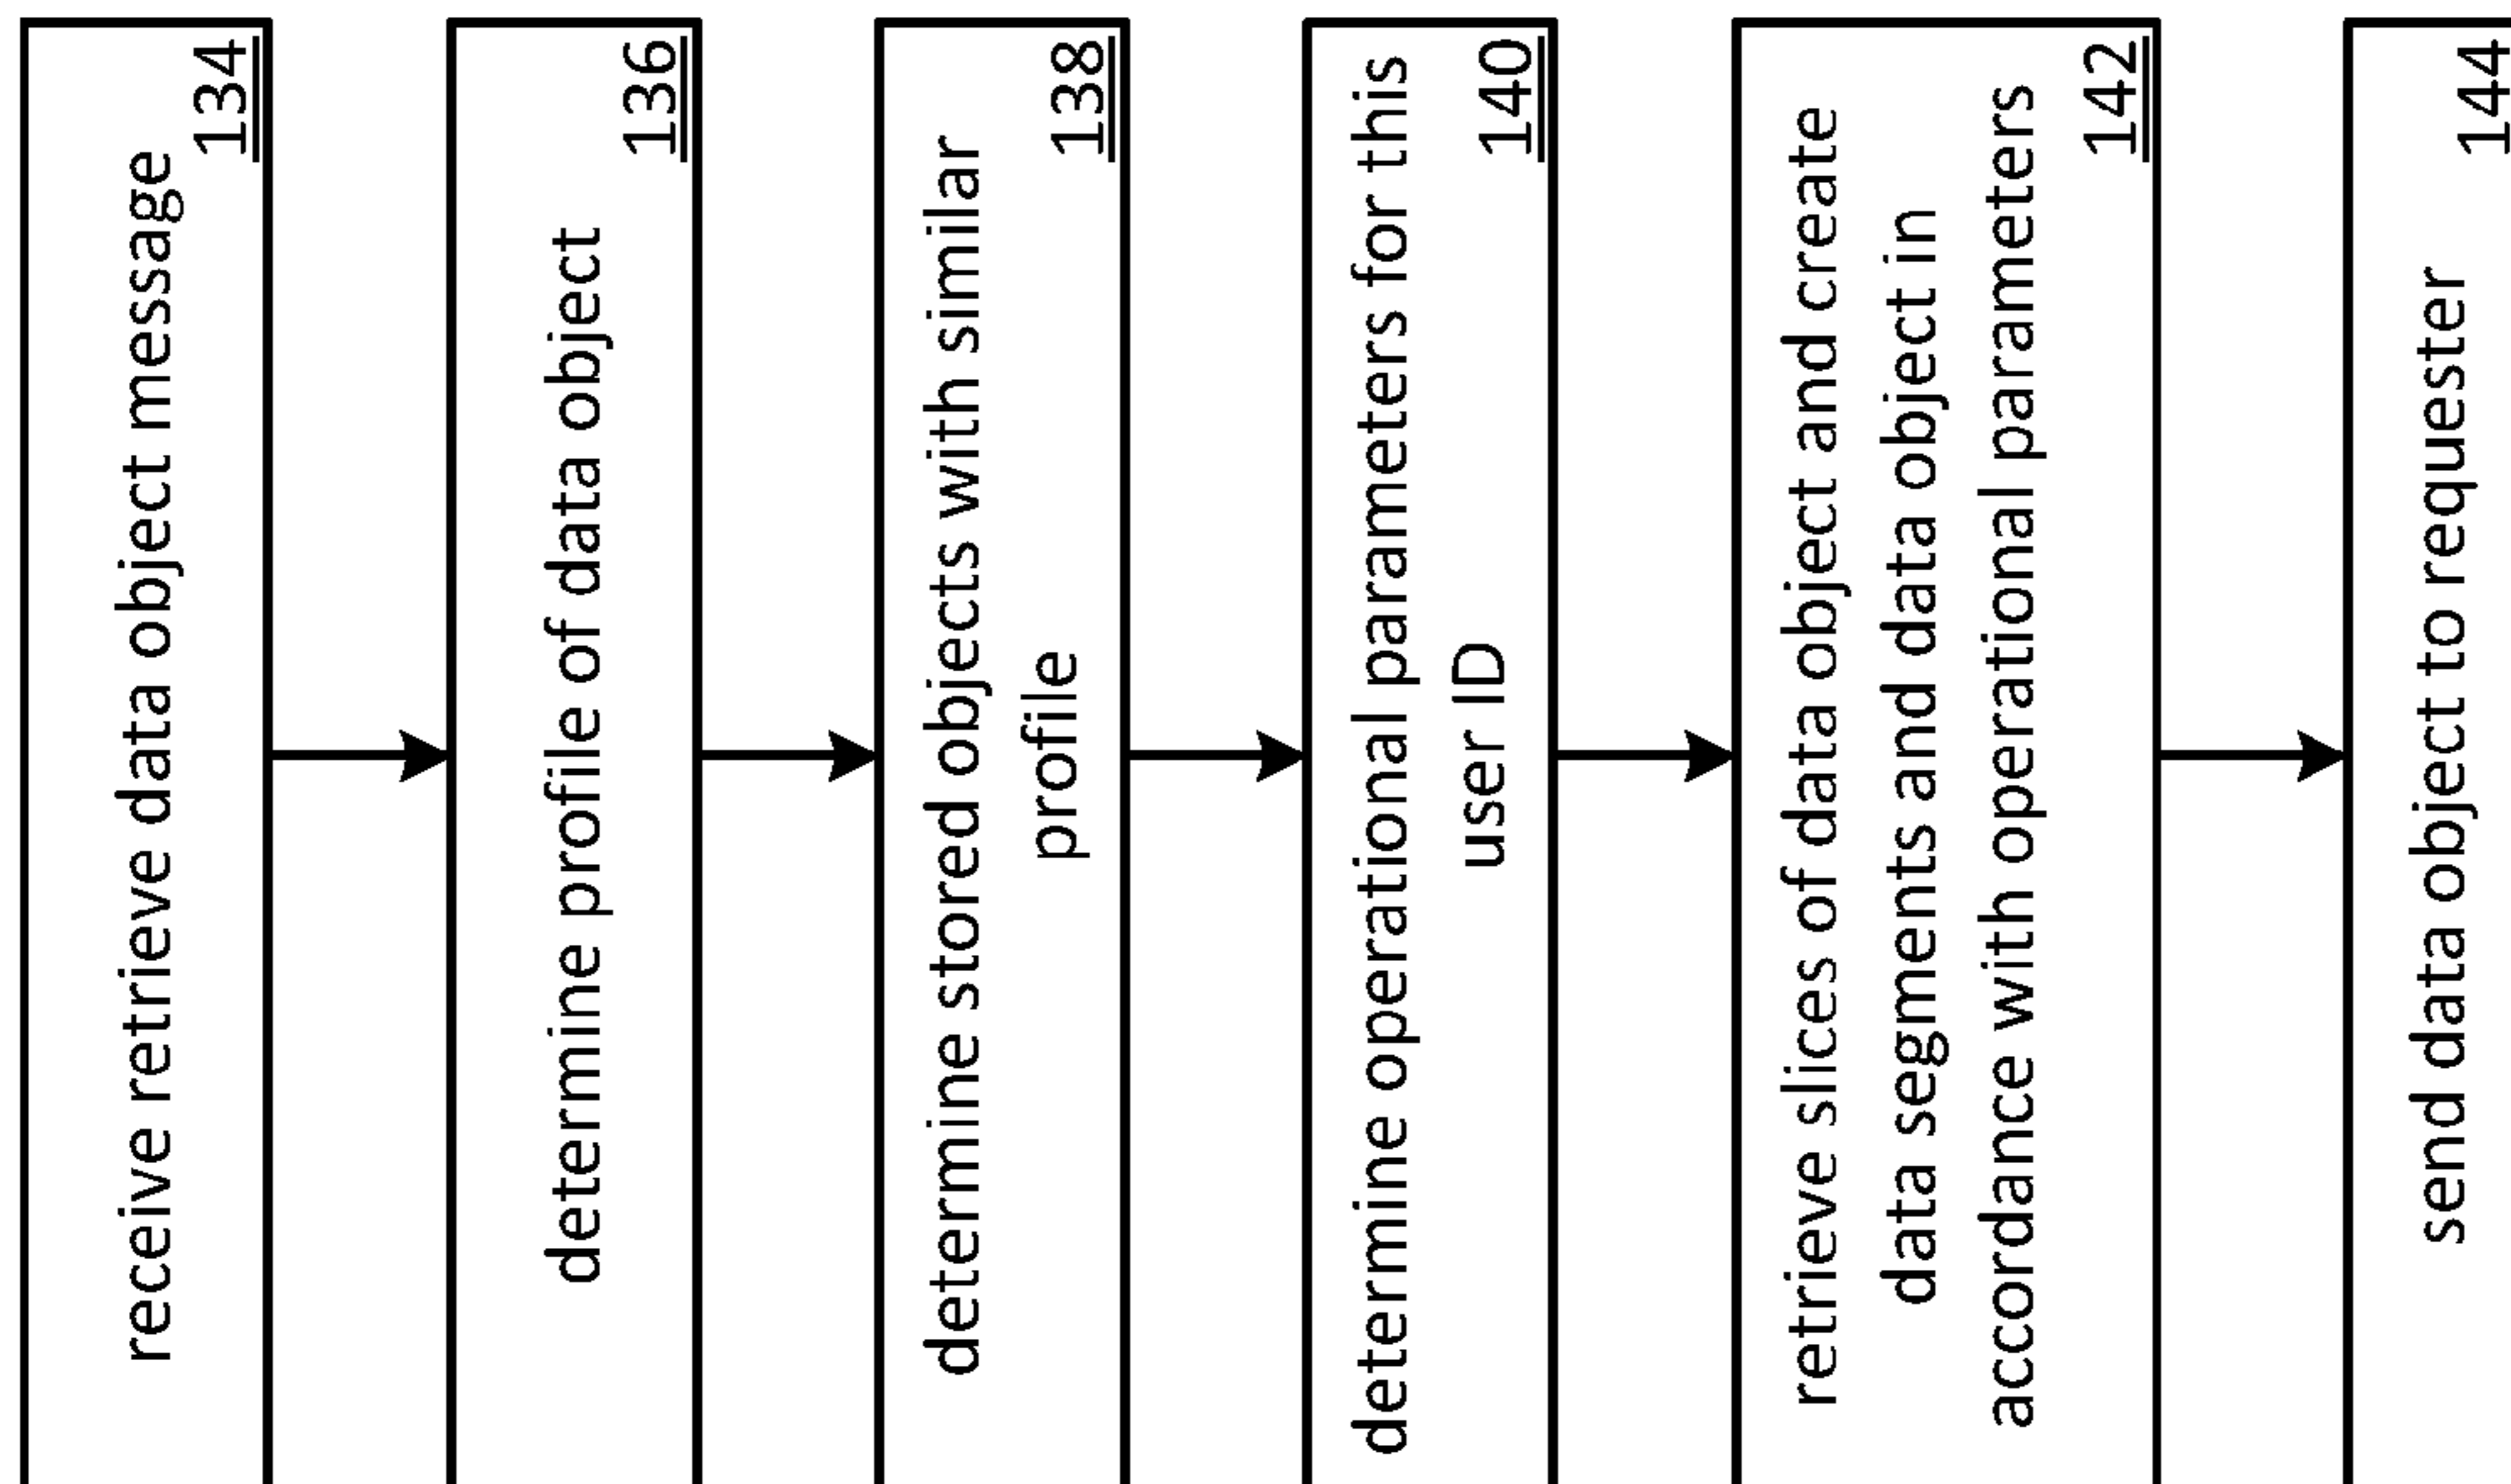 receive retrieve data object message
134
determine profile of data object
136
determine stored objects with similar
profile
138
determine operational parameters for this
user ID
140
retrieve slices of data object and create
data segments and data object in
accordance with operational parameters
142
send data object to requester
144